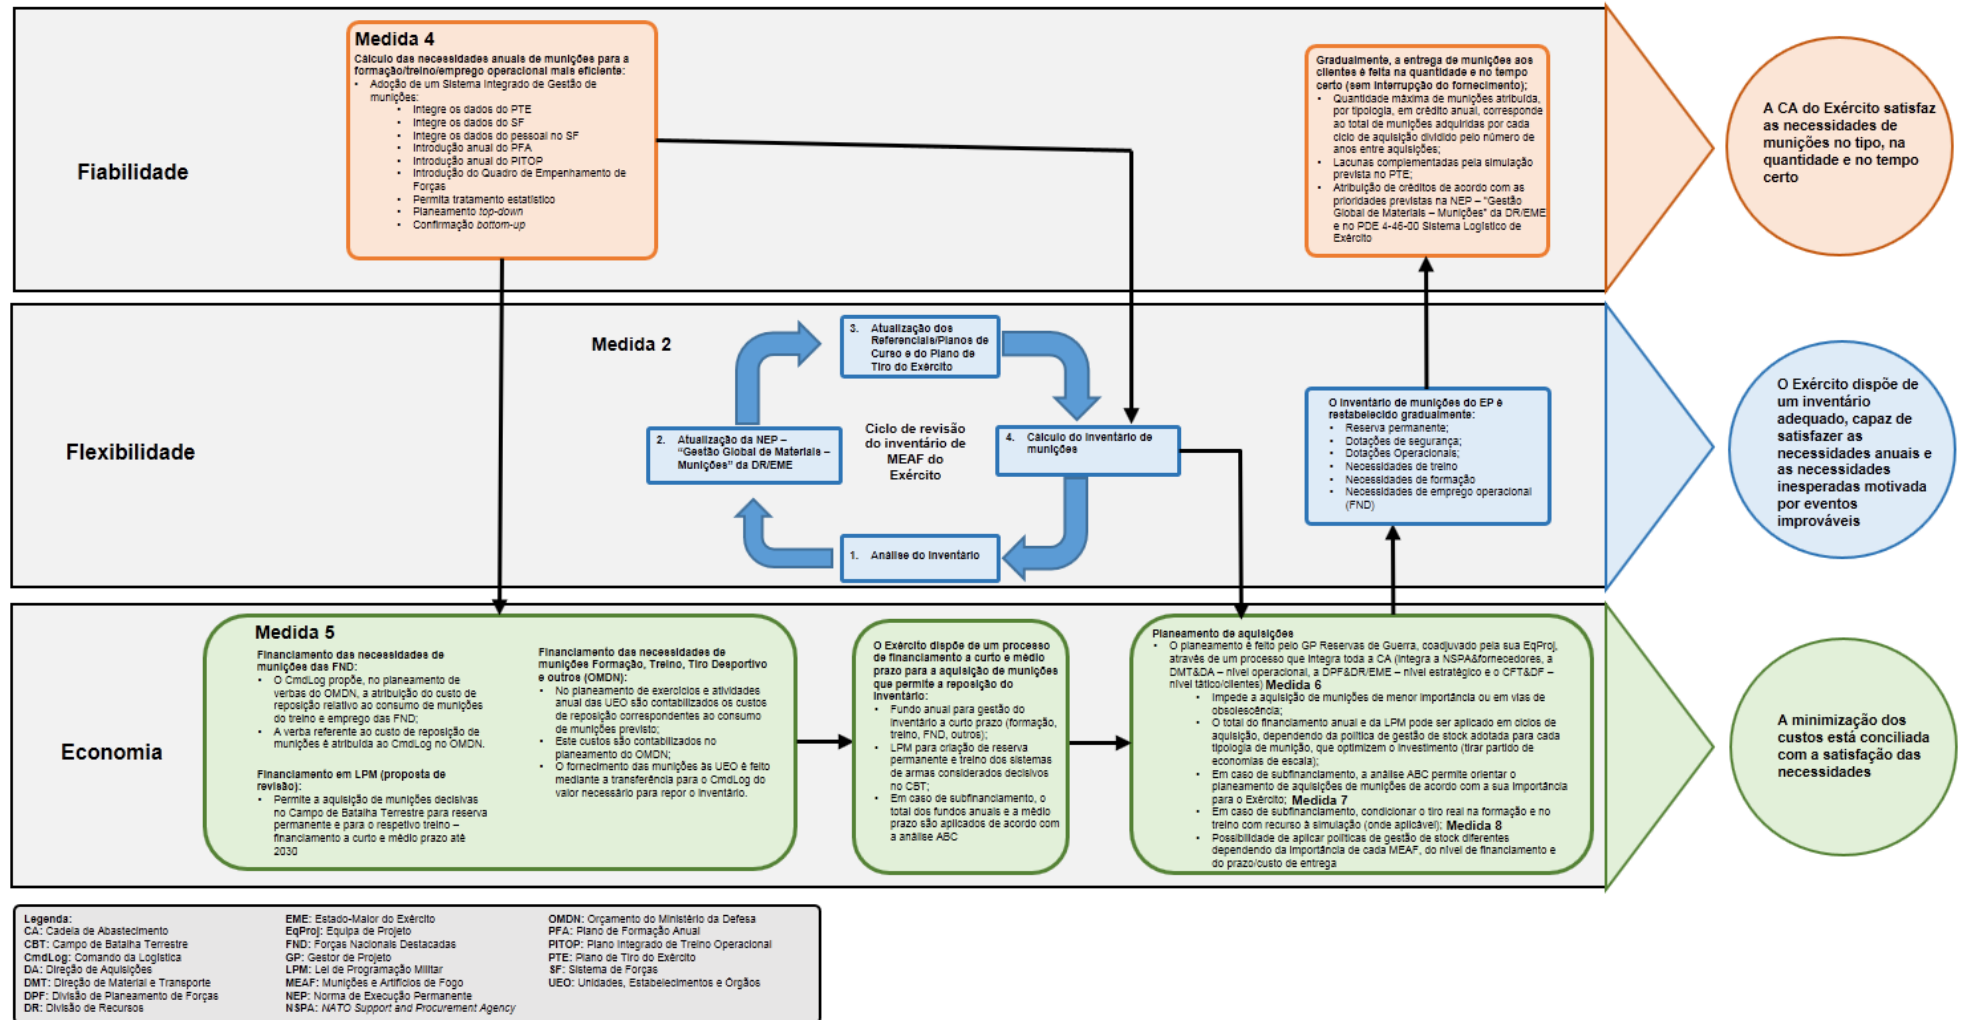 Fiabilidade
Medida 4
Cálculo das necessidades anuais de munições para a
formação/treino/emprego operacional mais eficiente:
• Adoção de um Sistema Integrado de Gestão de
munições:
• Integre os dados do PTE
• Integre os dados do SF
• Integre os dados do pessoal no SF
• Introdução anual do PFA
• Introdução anual do PITOP
• Introdução do Quadro de Empenhamento de
Forças
• Permita tratamento estatístico
• Planeamento top-down
• Confirmação bottom-up
Gradualmente, a entrega de munições aos
clientes é feita na quantidade e no tempo
certo (sem interrupção do fornecimento);
• Quantidade máxima de munições atribuída,
por tipologia, em crédito anual, corresponde
ao total de munições adquiridas por cada
ciclo de aquisição dividido pelo número de
anos entre aquisições;
• Lacunas complementadas pela simulação
prevista no PTE;
• Atribuição de créditos de acordo com as
prioridades previstas na NEP – "Gestão
Global de Materiais – Munições" da DR/EME
e no PDE 4-46-00 Sistema Logístico de
Exército
A CA do Exército satisfaz
as necessidades de
munições no tipo, na
quantidade e no tempo
certo
Flexibilidade
Medida 2
3. Atualização dos
Referenciais/Planos de
Curso e do Plano de
Tiro do Exército
2. Atualização da NEP –
"Gestão Global de Materiais –
Munições" da DR/EME
Ciclo de revisão
do inventário de
MEAF do
Exército
4. Cálculo do inventário de
munições
1. Análise do Inventário
O inventário de munições do EP é
restabelecido gradualmente:
• Reserva permanente;
• Dotações de segurança;
• Dotações Operacionais;
• Necessidades de treino
• Necessidades de formação
• Necessidades de emprego operacional
(FND)
O Exército dispõe de
um inventário
adequado, capaz de
satisfazer as
necessidades anuais e
as necessidades
inesperadas motivada
por eventos
improváveis
Economia
Medida 5
Financiamento das necessidades de
munições das FND:
• O CmdLog propõe, no planeamento de
verbas do OMDN, a atribuição do custo de
reposição relativo ao consumo de munições
do treino e emprego das FND;
• A verba referente ao custo de reposição de
munições é atribuída ao CmdLog no OMDN.
Financiamento em LPM (proposta de
revisão):
• Permite a aquisição de munições decisivas
no Campo de Batalha Terrestre para reserva
permanente e para o respetivo treino –
financiamento a curto e médio prazo até
2030
Financiamento das necessidades de
munições Formação, Treino, Tiro Desportivo
e outros (OMDN):
• No planeamento de exercícios e atividades
anual das UEO são contabilizados os custos
de reposição correspondentes ao consumo
de munições previsto;
• Este custos são contabilizados no
planeamento do OMDN;
• O fornecimento das munições às UEO é feito
mediante a transferência para o CmdLog do
valor necessário para repor o inventário.
O Exército dispõe de um processo
de financiamento a curto e médio
prazo para a aquisição de munições
que permite a reposição do
inventário:
• Fundo anual para gestão do
inventário a curto prazo (formação,
treino, FND, outros);
• LPM para criação de reserva
permanente e treino dos sistemas
de armas considerados decisivos
no CBT;
• Em caso de subfinanciamento, o
total dos fundos anuais e a médio
prazo são aplicados de acordo com
a análise ABC
Planeamento de aquisições
• O planeamento é feito pelo GP Reservas de Guerra, coadjuvado pela sua EqProj,
através de um processo que integra toda a CA (integra a NSPA&fornecedores, a
DMT&DA – nível operacional, a DPF&DR/EME – nível estratégico e o CFT&DF –
nível tático/clientes) Medida 6
• Impede a aquisição de munições de menor importância ou em vias de
obsolescência;
• O total do financiamento anual e da LPM pode ser aplicado em ciclos de
aquisição, dependendo da política de gestão de stock adotada para cada
tipologia de munição, que optimizem o investimento (tirar partido de
economias de escala);
• Em caso de subfinanciamento, a análise ABC permite orientar o
planeamento de aquisições de munições de acordo com a sua importância
para o Exército; Medida 7
• Em caso de subfinanciamento, condicionar o tiro real na formação e no
treino com recurso à simulação (onde aplicável); Medida 8
• Possibilidade de aplicar políticas de gestão de stock diferentes
dependendo da importância de cada MEAF, do nível de financiamento e
do prazo/custo de entrega
A minimização dos
custos está conciliada
com a satisfação das
necessidades
Legenda:
CA: Cadeia de Abastecimento
CBT: Campo de Batalha Terrestre
CmdLog: Comando da Logística
DA: Direção de Aquisições
DMT: Direção de Material e Transporte
DPF: Divisão de Planeamento de Forças
DR: Divisão de Recursos
EME: Estado-Maior do Exército
EqProj: Equipa de Projeto
FND: Forças Nacionais Destacadas
GP: Gestor de Projeto
LPM: Lei de Programação Militar
MEAF: Munições e Artifícios de Fogo
NEP: Norma de Execução Permanente
NSPA: NATO Support and Procurement Agency
OMDN: Orçamento do Ministério da Defesa
PFA: Plano de Formação Anual
PITOP: Plano Integrado de Treino Operacional
PTE: Plano de Tiro do Exército
SF: Sistema de Forças
UEO: Unidades, Estabelecimentos e Órgãos